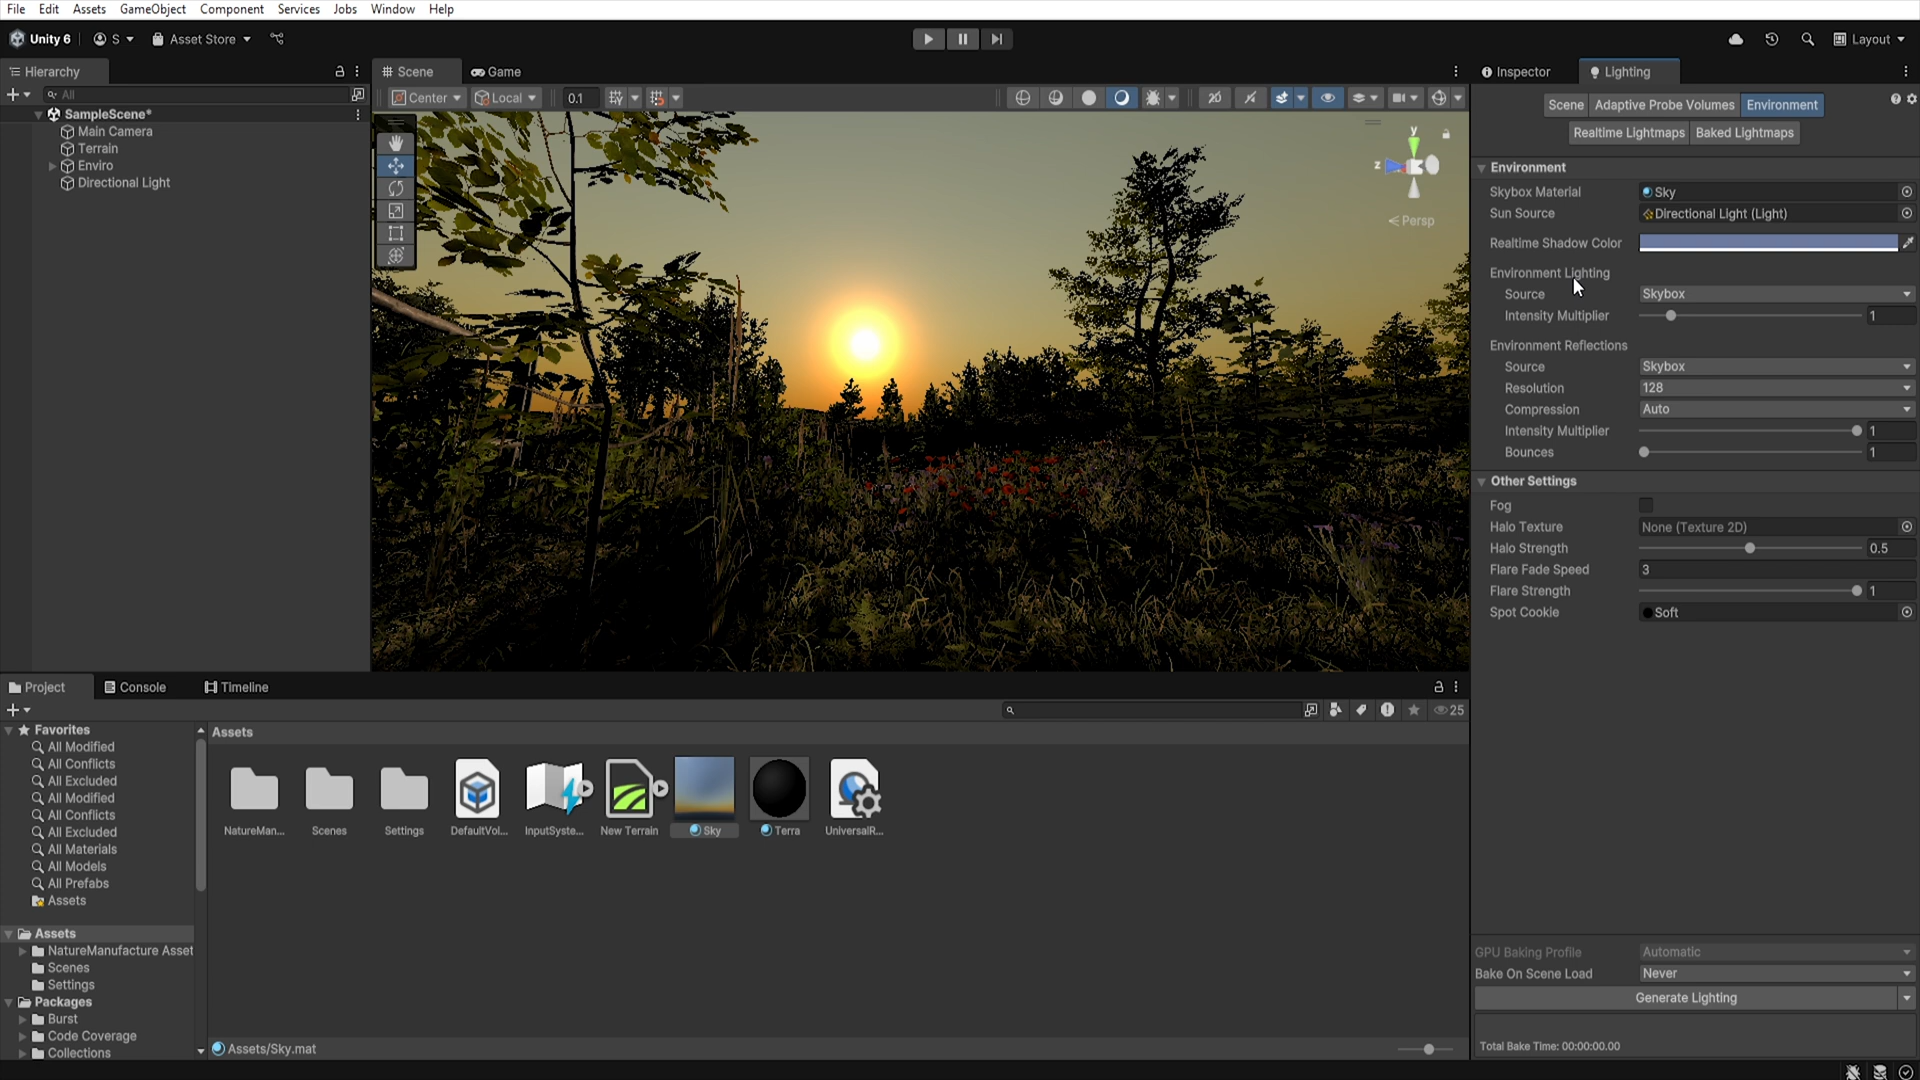 File Edit Assets GameObject Component Services Jobs Window Help
Unity 6 S Asset Store Layout
Hierarchy
All
SampleScene*
Main Camera
Terrain
Enviro
Directional Light
Scene Game
Center Local 0.1 2D
y
z
Persp
Inspector Lighting
Scene Adaptive Probe Volumes Environment
Realtime Lightmaps Baked Lightmaps
Environment
Skybox Material Sky
Sun Source Directional Light (Light)
Realtime Shadow Color
Environment Lighting
Source Skybox
Intensity Multiplier 1
Environment Reflections
Source Skybox
Resolution 128
Compression Auto
Intensity Multiplier 1
Bounces 1
Other Settings
Fog
Halo Texture None (Texture 2D)
Halo Strength 0.5
Flare Fade Speed 3
Flare Strength 1
Spot Cookie Soft
GPU Baking Profile Automatic
Bake On Scene Load Never
Generate Lighting
Total Bake Time: 00:00:00.00
Project Console Timeline
25
Favorites
All Modified
All Conflicts
All Excluded
All Modified
All Conflicts
All Excluded
All Materials
All Models
All Prefabs
Assets
Assets
NatureManufacture Asset
Scenes
Settings
Packages
Burst
Code Coverage
Collections
Assets
NatureMan... Scenes Settings DefaultVol... InputSyste... New Terrain Sky Terra UniversalR...
Assets/Sky.mat